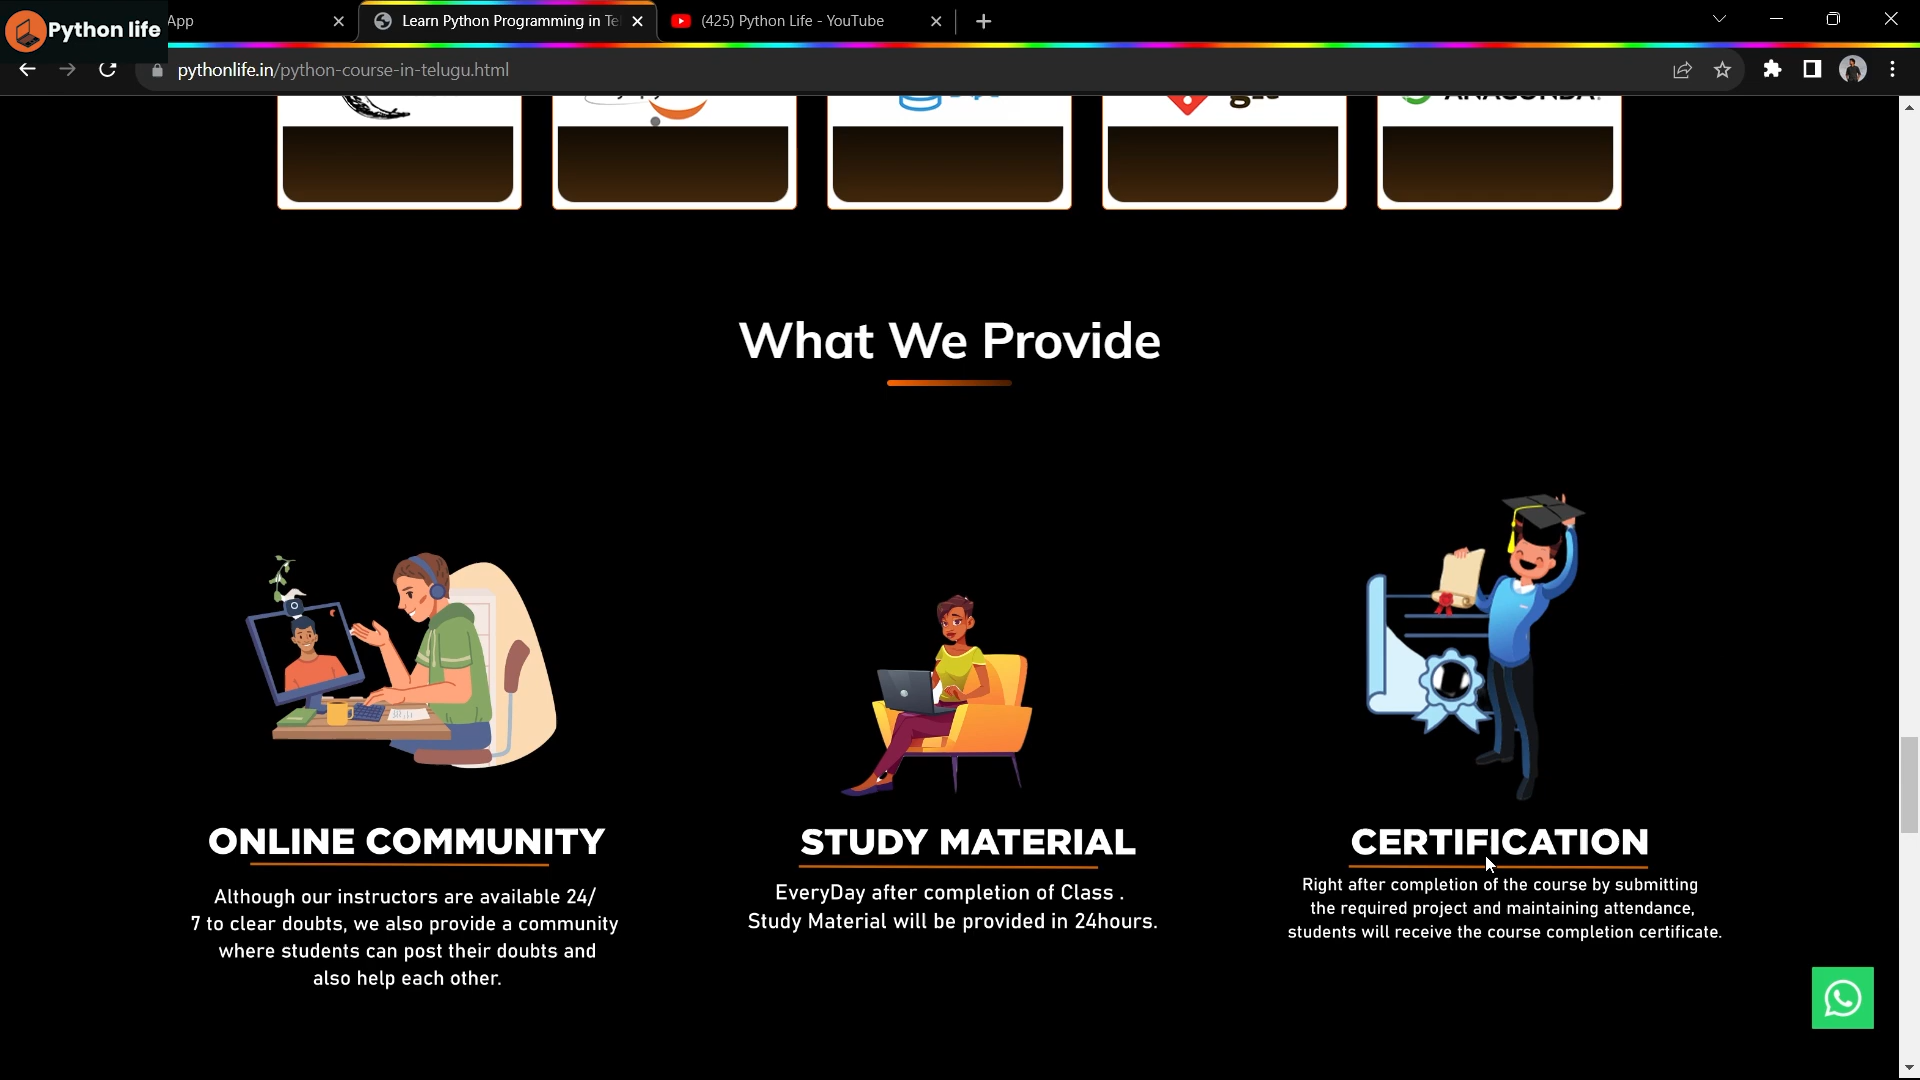 Python life
App
Learn Python Programming in Te
(425) Python Life - YouTube
pythonlife.in/python-course-in-telugu.html
What We Provide
ONLINE COMMUNITY
Although our instructors are available 24/
7 to clear doubts, we also provide a community
where students can post their doubts and
also help each other.
STUDY MATERIAL
EveryDay after completion of Class .
Study Material will be provided in 24hours.
CERTIFICATION
Right after completion of the course by submitting
the required project and maintaining attendance,
students will receive the course completion certificate.